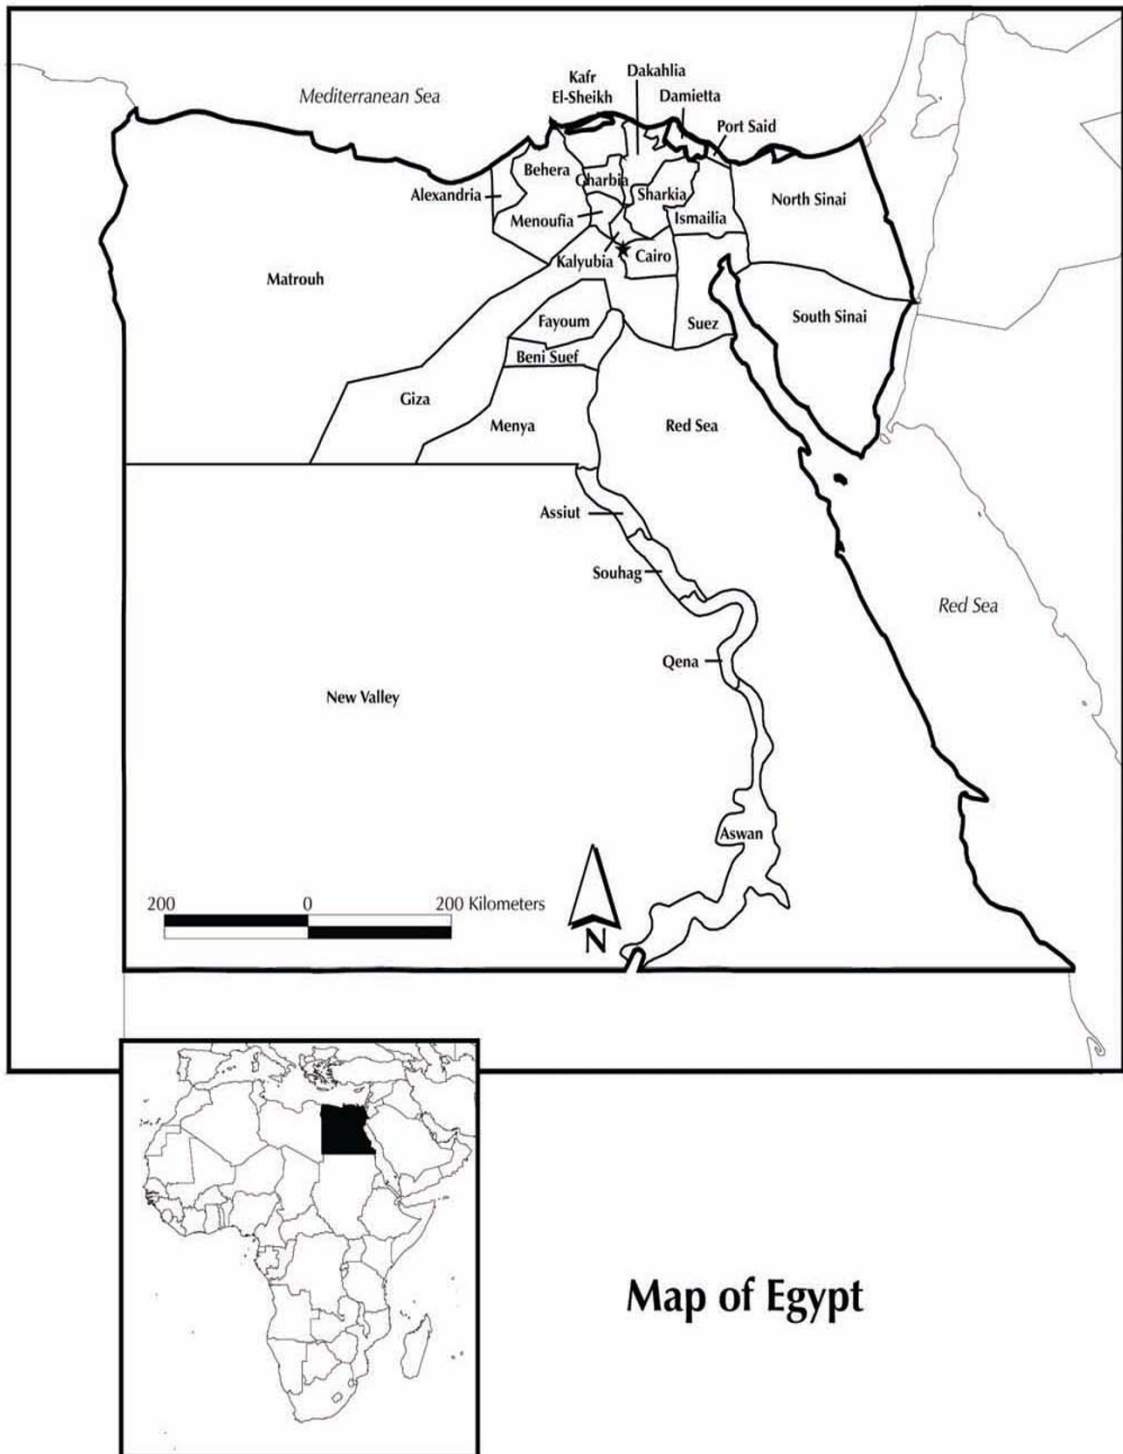 Mediterranean Sea
Kafr
El-Sheikh
Dakahlia
Damietta
Port Said
Alexandria
Behera
Gharbia
Sharkia
Menoufia
Ismailia
North Sinai
Kalyubia
Cairo
Matrouh
Fayoum
Suez
South Sinai
Beni Suef
Giza
Menya
Red Sea
Assiut
Souhag
Red Sea
Qena
New Valley
Aswan
200 0 200 Kilometers
N
Map of Egypt